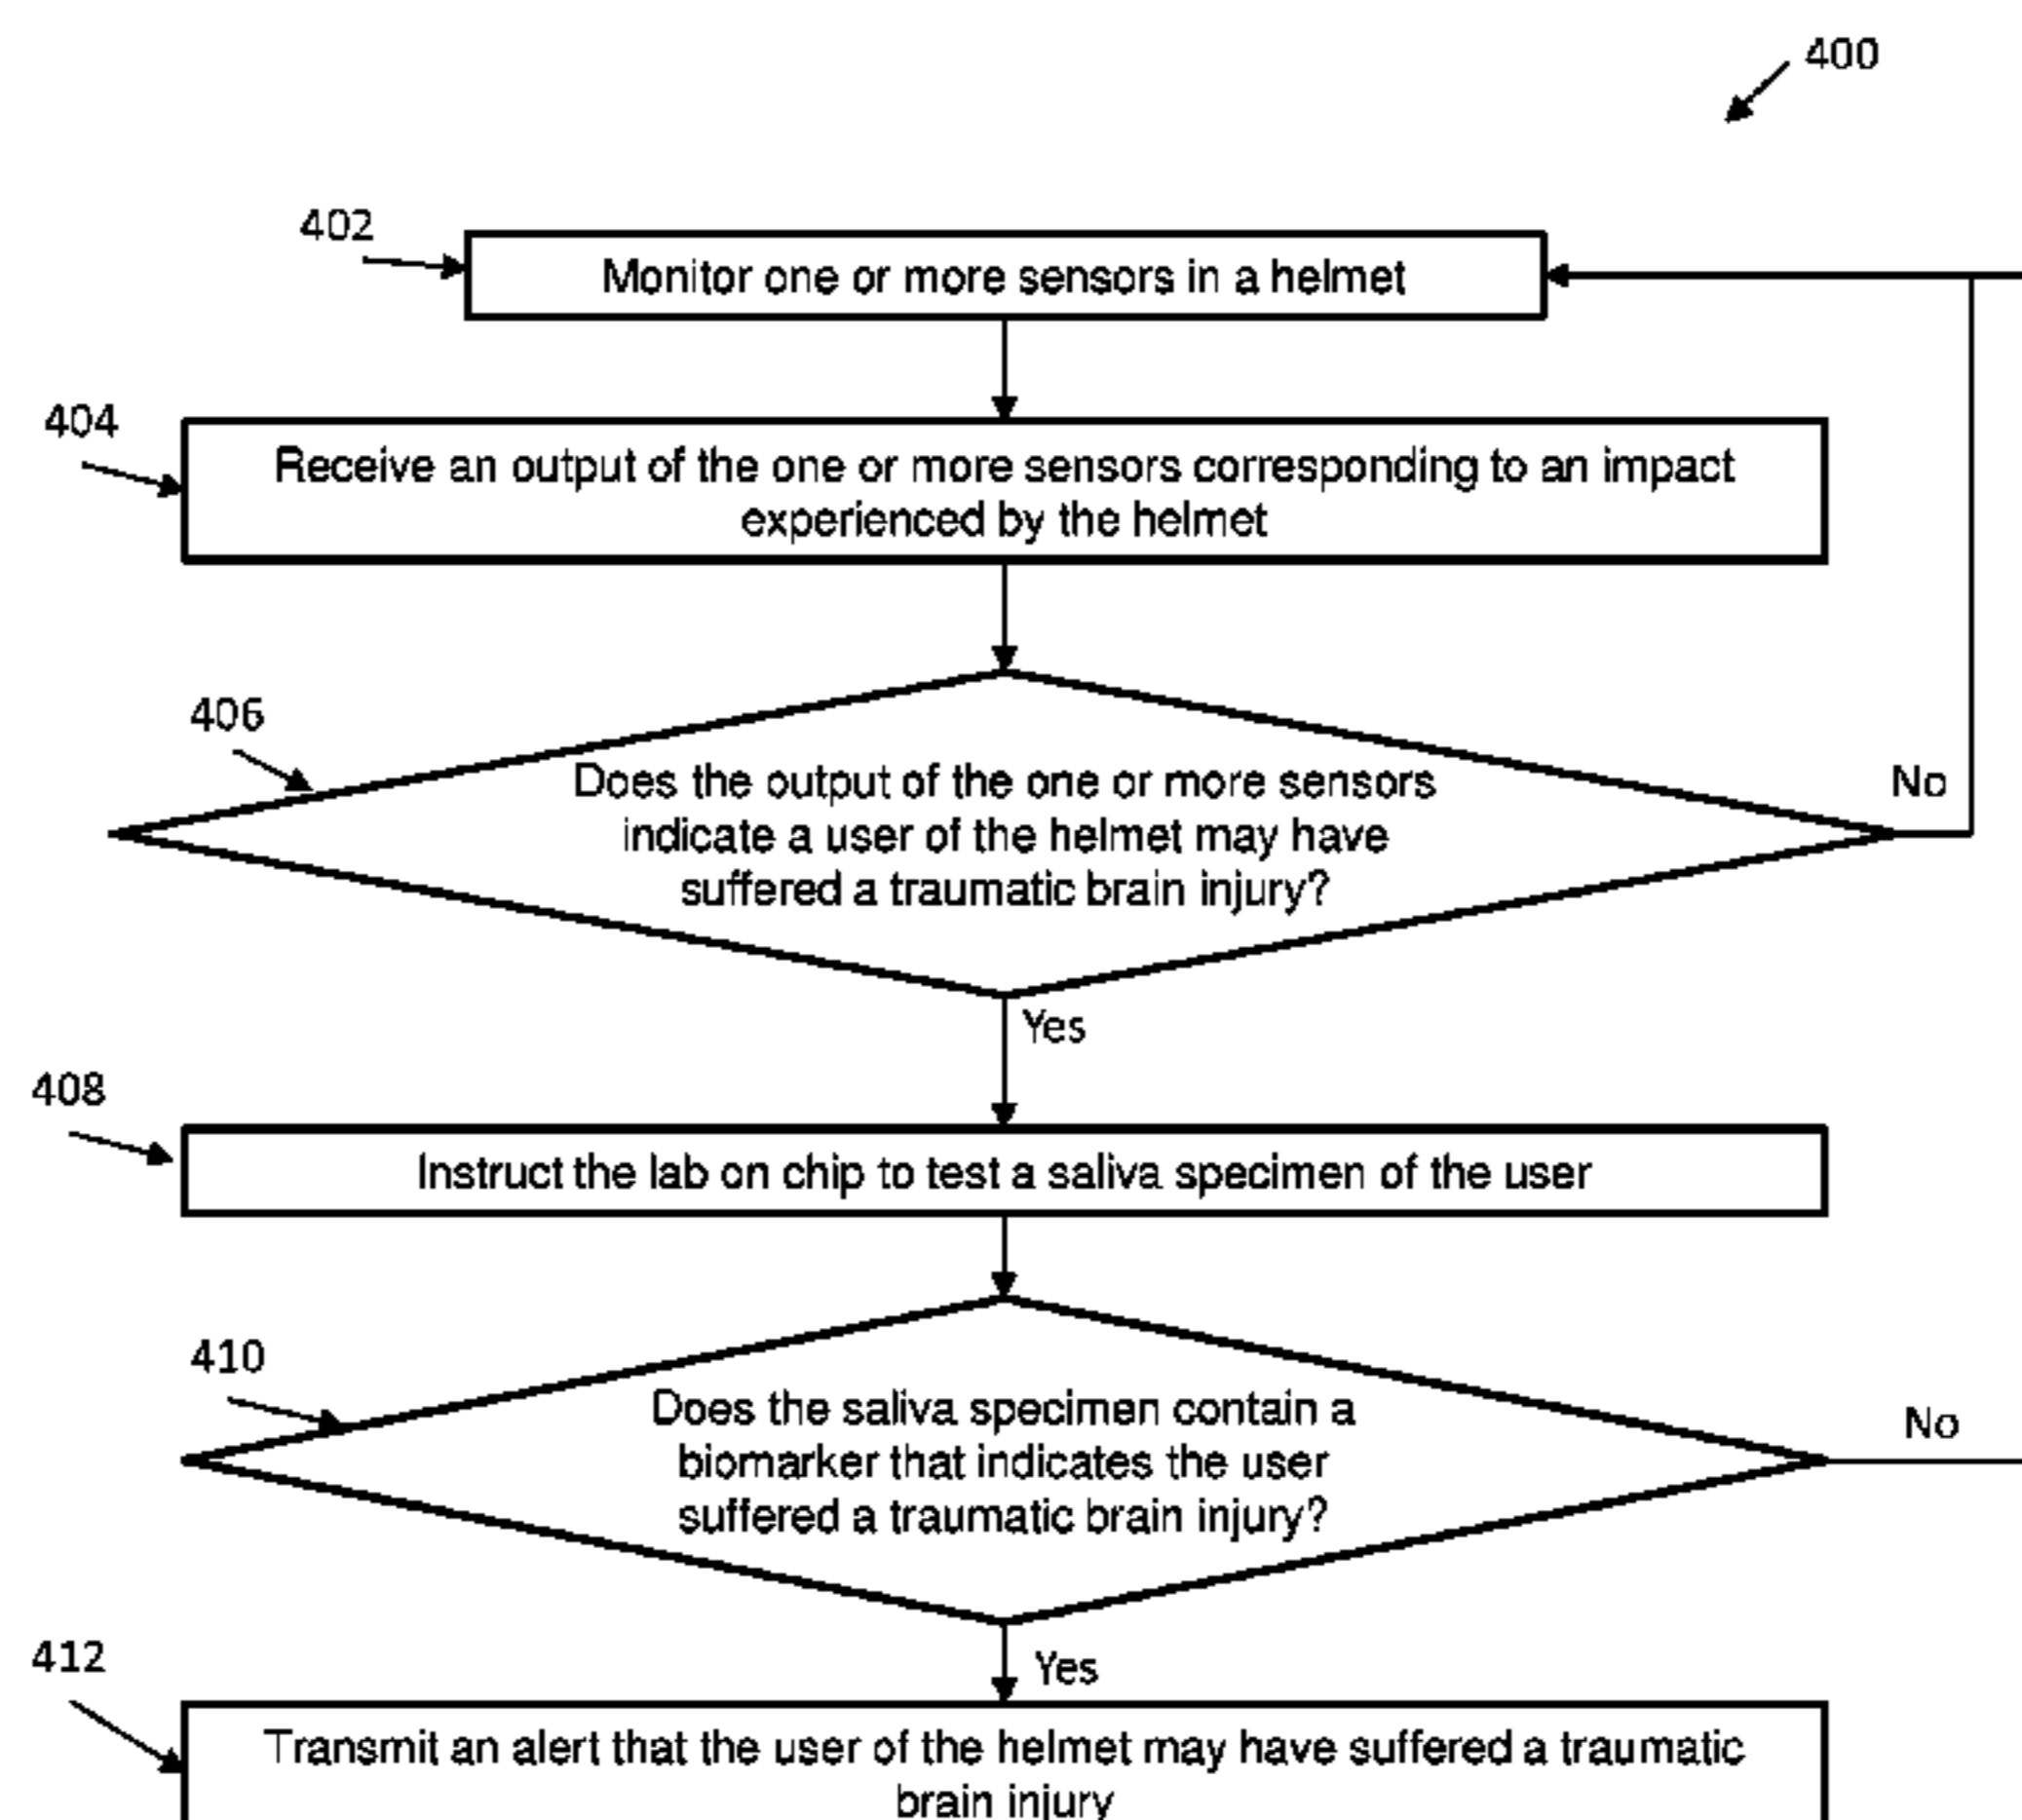 400
402
Monitor one or more sensors in a helmet
404
Receive an output of the one or more sensors corresponding to an impact
experienced by the helmet
406
Does the output of the one or more sensors
indicate a user of the helmet may have
suffered a traumatic brain injury?
No
Yes
408
Instruct the lab on chip to test a saliva specimen of the user
410
Does the saliva specimen contain a
biomarker that indicates the user
suffered a traumatic brain injury?
No
Yes
412
Transmit an alert that the user of the helmet may have suffered a traumatic
brain injury